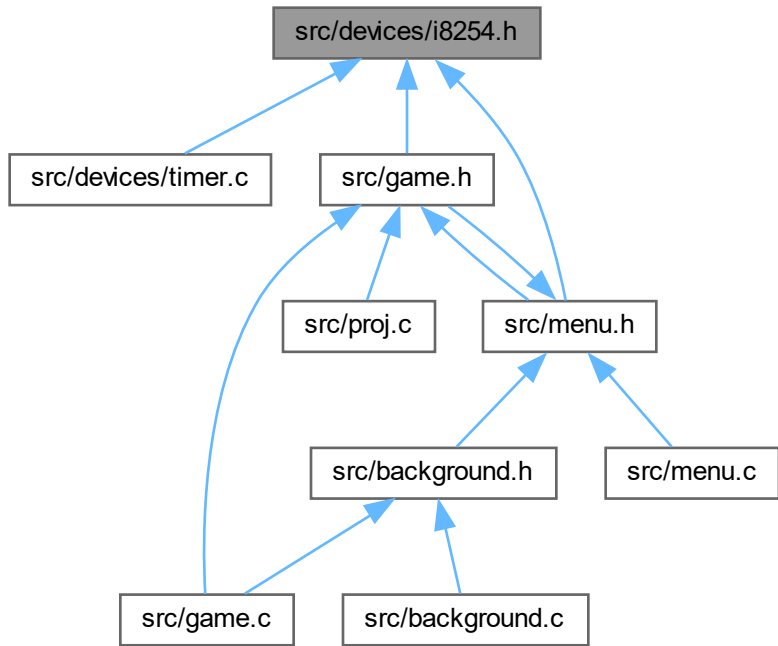 src/devices/i8254.h
src/devices/timer.c
src/game.h
src/proj.c
src/menu.h
src/background.h
src/menu.c
src/game.c
src/background.c